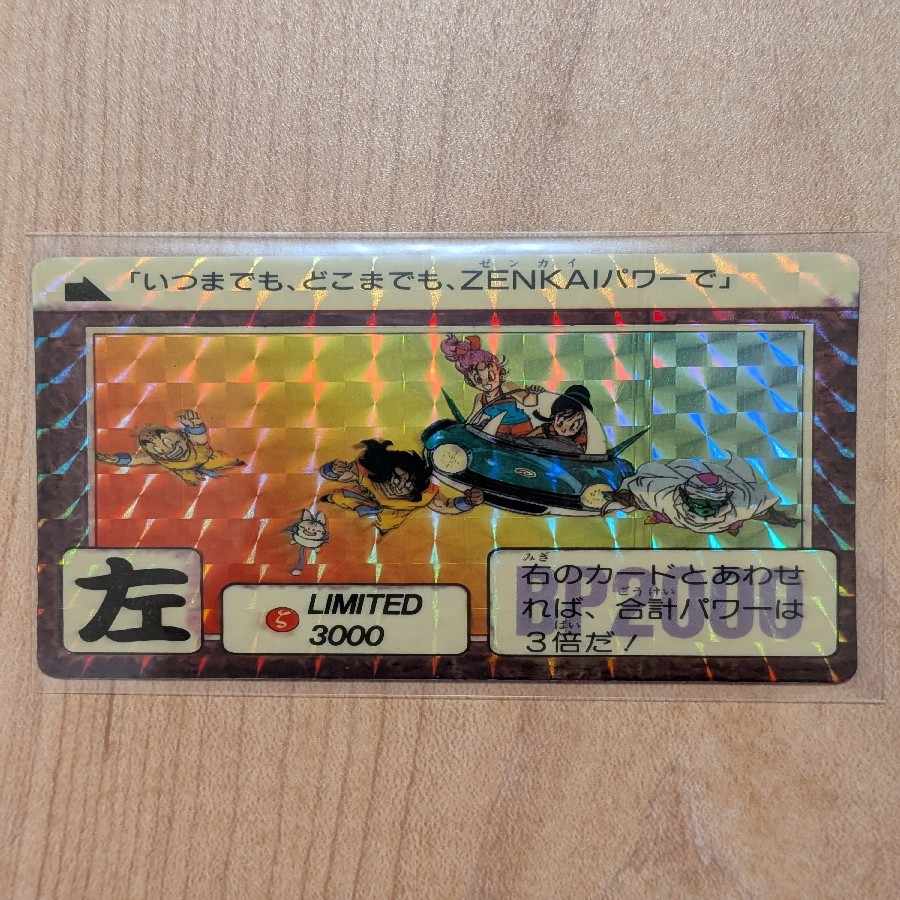 ゼンカイ
「いつまでも、どこまでも、ZENKAIパワーで」
左
ς LIMITED
3000
BP2000
みぎ
右のカードとあわせ
ごうけい
れば、合計パワーは
ばい
3倍だ!